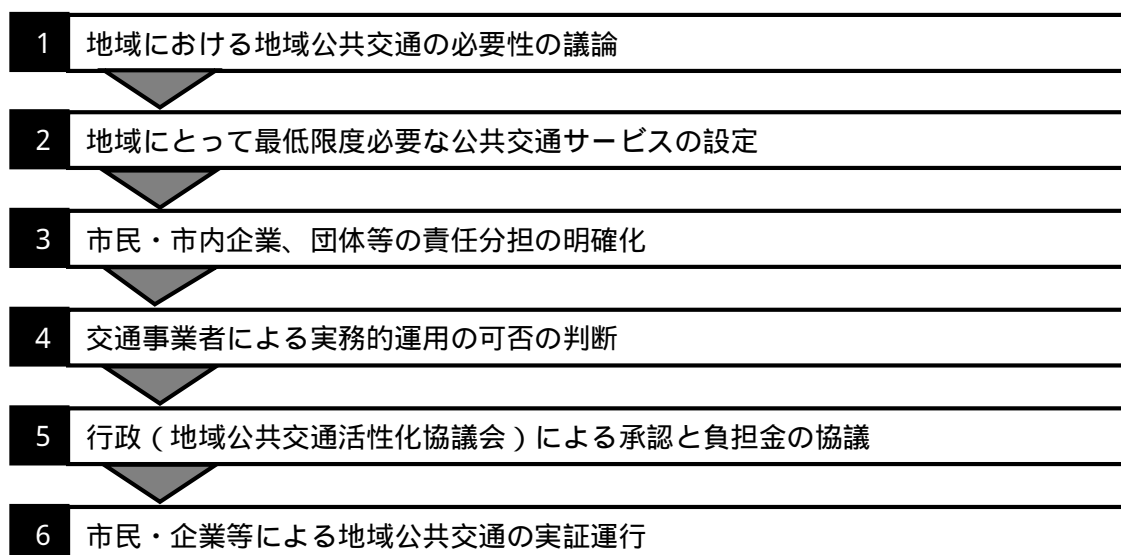 1 地域における地域公共交通の必要性の議論
2 地域にとって最低限度必要な公共交通サービスの設定
3 市民・市内企業、団体等の責任分担の明確化
4 交通事業者による実務的運用の可否の判断
5 行政(地域公共交通活性化協議会)による承認と負担金の協議
6 市民・企業等による地域公共交通の実証運行